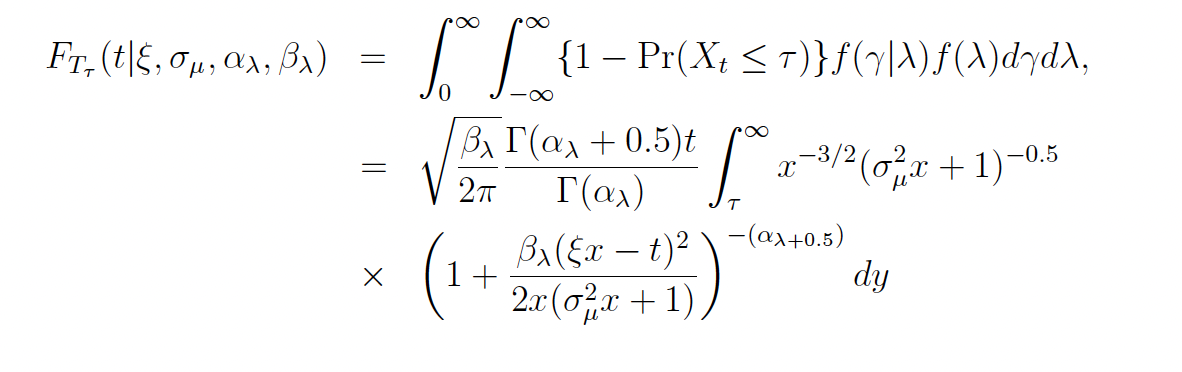 $F_{T_\tau}(t|\xi, \sigma_\mu, \alpha_\lambda, \beta_\lambda) = \int_0^\infty \int_{-\infty}^\infty \{1 - \Pr(X_t \leq \tau)\} f(\gamma|\lambda) f(\lambda) d\gamma d\lambda,$
$= \sqrt{\frac{\beta_\lambda}{2\pi}} \frac{\Gamma(\alpha_\lambda + 0.5)t}{\Gamma(\alpha_\lambda)} \int_\tau^\infty x^{-3/2} (\sigma_\mu^2 x + 1)^{-0.5}$
$\times \left( 1 + \frac{\beta_\lambda (\xi x - t)^2}{2x(\sigma_\mu^2 x + 1)} \right)^{-(\alpha_{\lambda + 0.5})} dy$